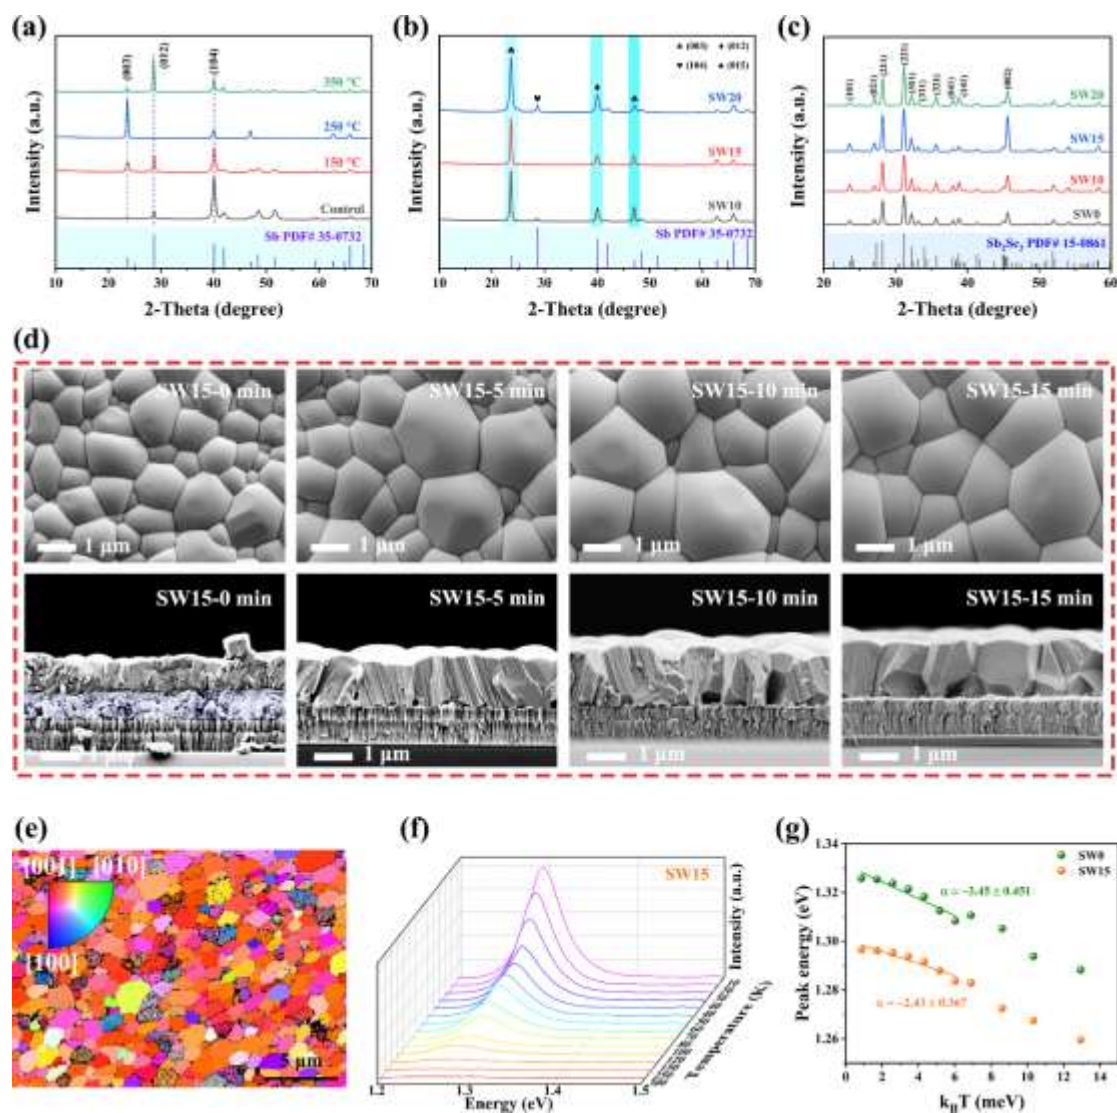 (a)
(003)
(012)
(104)
350 °C
250 °C
150 °C
Control
Sb PDF# 35-0732
Intensity (a.u.)
10 20 30 40 50 60 70
2-Theta (degree)
(b)
♠ (003) ♦ (012)
♥ (104) ♣ (015)
SW20
SW15
SW10
Sb PDF# 35-0732
Intensity (a.u.)
10 20 30 40 50 60 70
2-Theta (degree)
(c)
(211)
(221)
(002)
SW20
SW15
SW10
SW0
Sb₂Se₃ PDF# 15-0861
Intensity (a.u.)
20 30 40 50 60
2-Theta (degree)
(d)
SW15-0 min
1 μm
SW15-5 min
1 μm
SW15-10 min
1 μm
SW15-15 min
1 μm
SW15-0 min
1 μm
SW15-5 min
1 μm
SW15-10 min
1 μm
SW15-15 min
1 μm
(e)
[001] [010]
[100]
5 μm
(f)
SW15
Intensity (a.u.)
Temperature (K)
1.2 1.3 1.4 1.5
Energy (eV)
(g)
SW0
SW15
α = −3.45 ± 0.451
α = −2.43 ± 0.367
1.34
1.32
1.30
1.28
1.26
Peak energy (eV)
0 2 4 6 8 10 12 14
k_BT (meV)